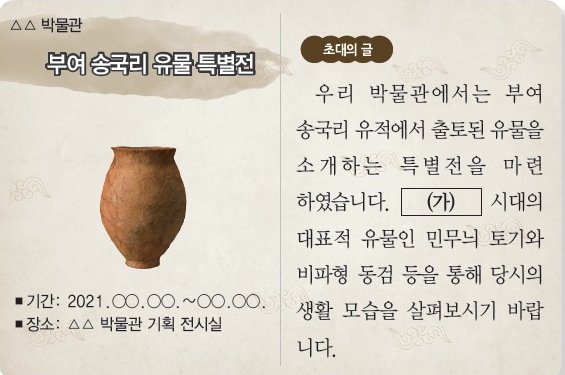 △△ 박물관
부여 송국리 유물 특별전
■ 기간: 2021.○○.○○.~○○.○○.
■ 장소: △△ 박물관 기획 전시실
초대의 글
우리 박물관에서는 부여
송국리 유적에서 출토된 유물을
소개하는 특별전을 마련
하였습니다. (가) 시대의
대표적 유물인 민무늬 토기와
비파형 동검 등을 통해 당시의
생활 모습을 살펴보시기 바랍
니다.